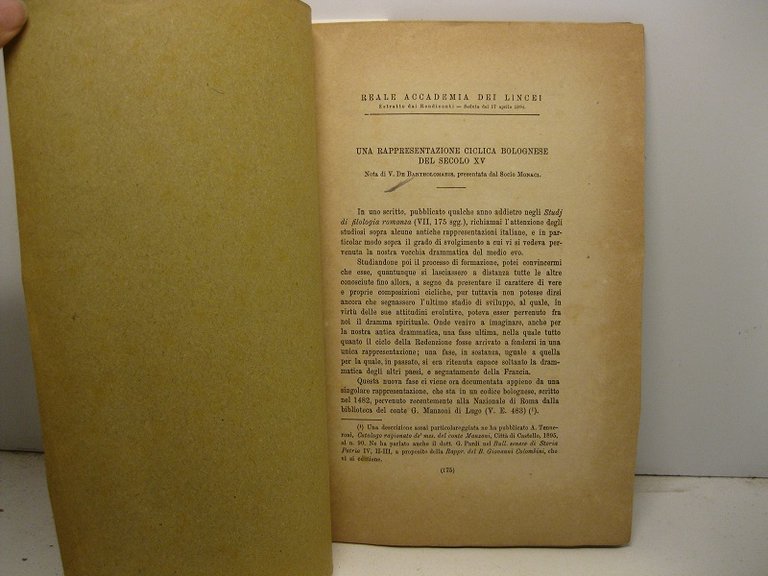 REALE ACCADEMIA DEI LINCEI
Estratto dai Rendiconti — Seduta del 17 aprile
UNA RAPPRESENTAZIONE CICLICA BOLOGNESE
DEL SECOLO XV
Nota di V. DE BARTHOLOMAEIS, presentata dal Socio MONACI.
In uno scritto, pubblicato qualche anno addietro negli Studj
di filologia romanza (VII, 175 sgg.), richiamai l'attenzione degli
studiosi sopra alcune antiche rappresentazioni italiane, e in par-
ticolar modo sopra il grado di svolgimento a cui vi si vedeva per-
venuta la nostra vecchia drammatica del medio evo.
Studiandone poi il processo di formazione, potei convincermi
che esse, quantunque si lasciassero a distanza tutte le altre
conosciute fino allora, a segno da presentare il carattere di vere
e proprie composizioni cicliche, pur tuttavia non potesse dirsi
ancora che segnassero l'ultimo stadio di sviluppo, al quale, in
virtù delle sue attitudini evolutive, poteva esser pervenuto fra
noi il dramma spirituale. Onde venivo a imaginare, anche per
la nostra antica drammatica, una fase ultima, nella quale tutto
quanto il ciclo della Redenzione fosse arrivato a fondersi in una
unica rappresentazione; una fase, in sostanza, uguale a quella
per la quale, in passato, si era ritenuta capace soltanto la dram-
matica degli altri paesi, e segnatamente della Francia.
Questa nuova fase ci viene ora documentata appieno da una
singolare rappresentazione, che sta in un codice bolognese, scritto
nel 1482, pervenuto recentemente alla Nazionale di Roma dalla
biblioteca del conte G. Manzoni di Lugo (V. E. 483) (¹).
(¹) Una descrizione assai particolareggiata ne ha pubblicato A. Tenne-
roni, Catalogo ragionato de' mss. del conte Manzoni, Città di Castello, 1895,
al n. 90. Ne ha parlato anche il dott. G. Pardi nel Bull. senese di Storia
Patria IV, II-III, a proposito della Rappr. del B. Giovanni Colombini, che
vi si contiene.
(175)